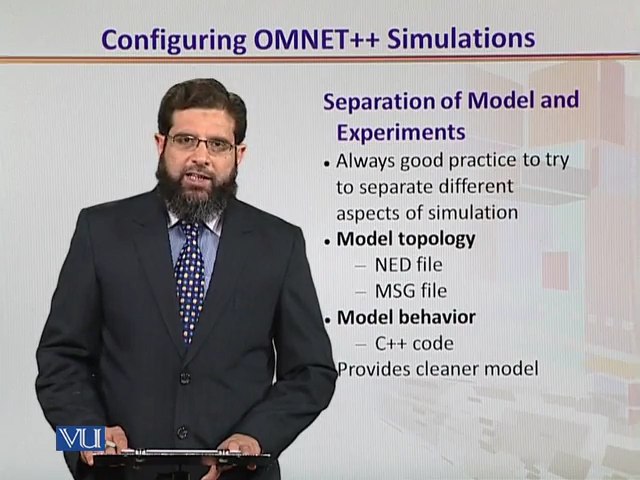 Configuring OMNET++ Simulations
Separation of Model and
Experiments
• Always good practice to try
to separate different
aspects of simulation
• Model topology
– NED file
– MSG file
• Model behavior
– C++ code
Provides cleaner model
VU